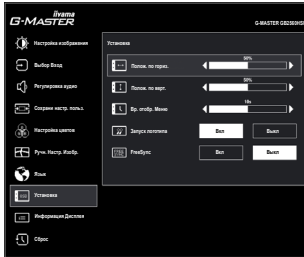 iiyama
G-MASTER
G-MASTER GB2560HSU
Настройка изображения
Выбор Вход
Регулировка аудио
Сохрани настр. польз.
Настройка цветов
Ручн. Настр. Изобр.
Язык
Установка
Информация Дисплея
Сброс
Установка
Полож. по гориз.
50%
Полож. по верт.
50%
Вр. отобр. Меню
10s
Запуск логотипа
Вкл
Выкл
FreeSync
Вкл
Выкл